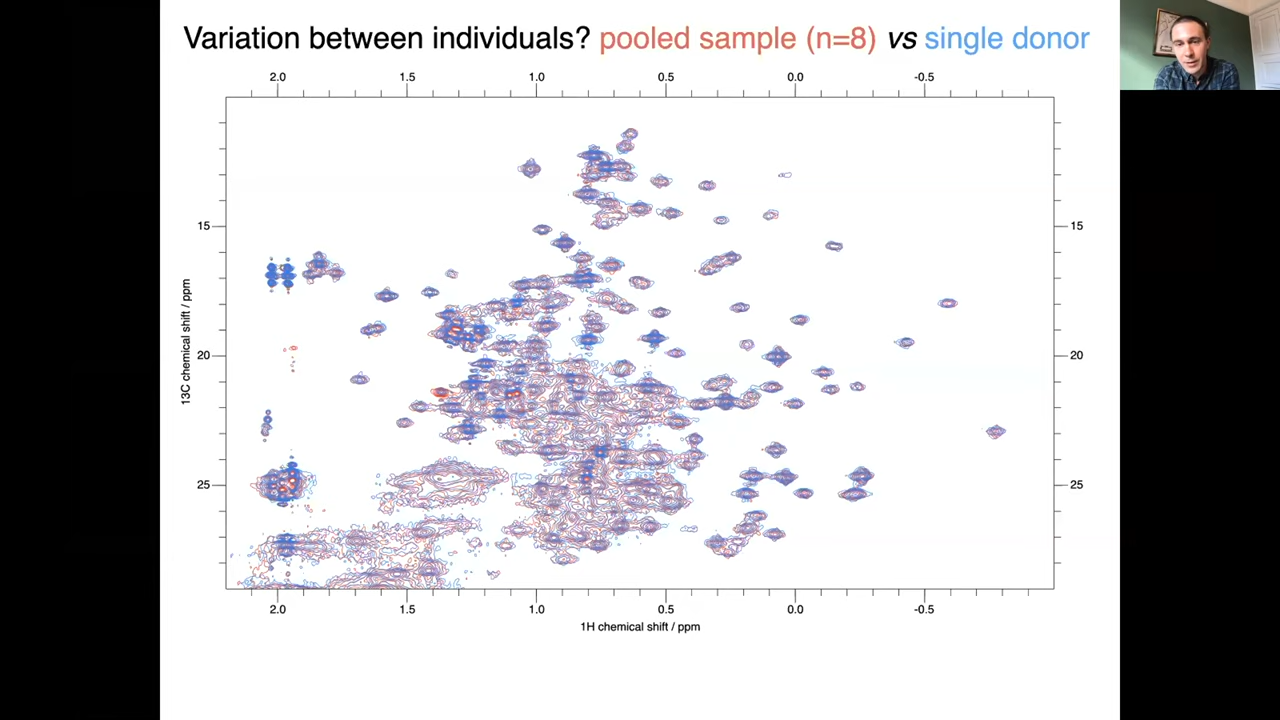 Variation between individuals? pooled sample (n=8) vs single donor
2.0 1.5 1.0 0.5 0.0 -0.5
15 15
20 20
25 25
13C chemical shift / ppm
2.0 1.5 1.0 0.5 0.0 -0.5
1H chemical shift / ppm